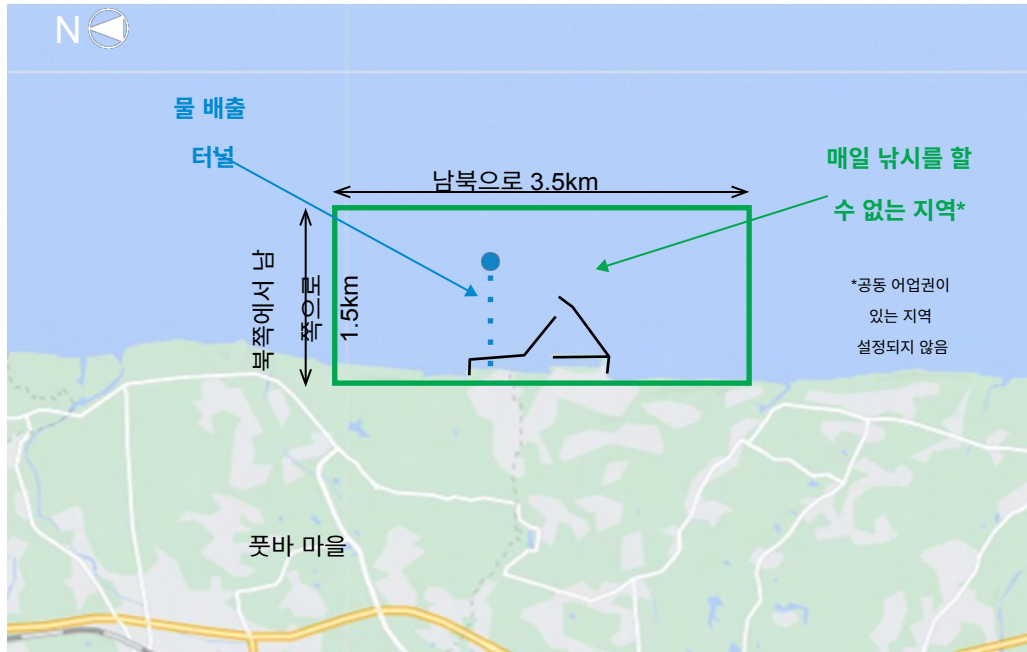 N
물 배출
터널
남북으로 3.5km
매일 낚시를 할
수 없는 지역*
북쪽에서 남
쪽으로
1.5km
*공동 어업권이
있는 지역
설정되지 않음
풋바 마을